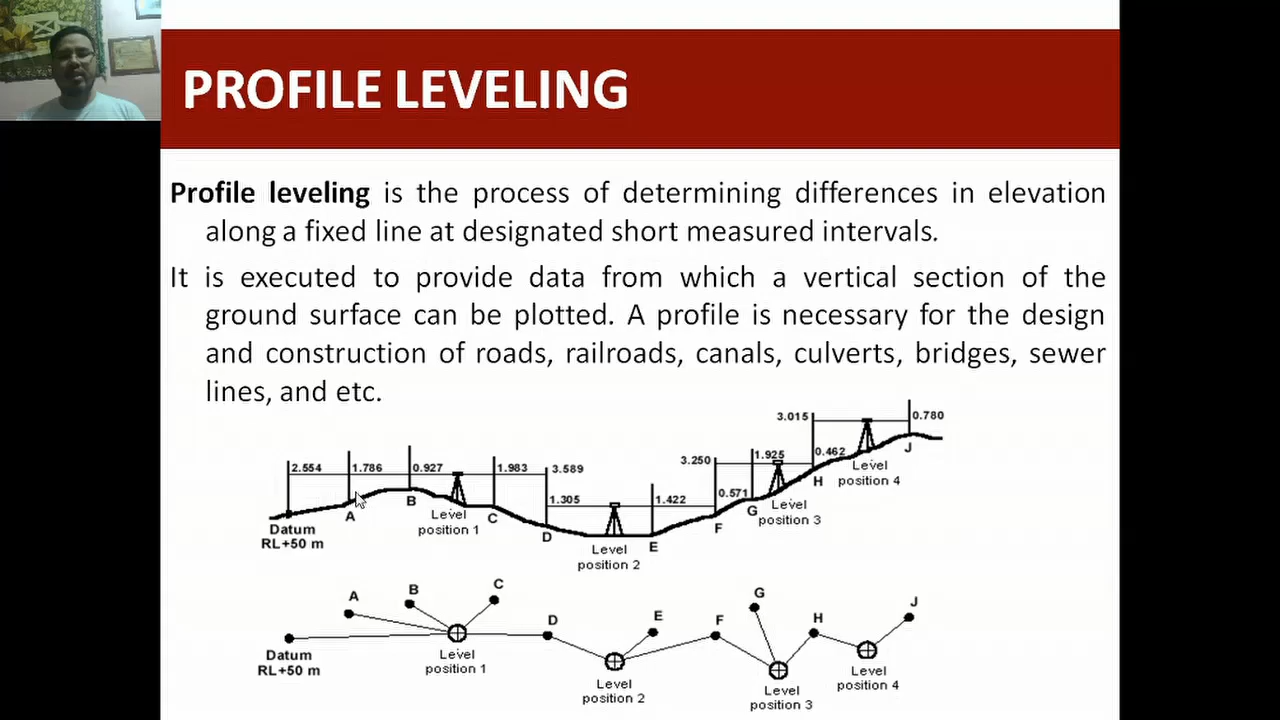 PROFILE LEVELING
Profile leveling is the process of determining differences in elevation
along a fixed line at designated short measured intervals.
It is executed to provide data from which a vertical section of the
ground surface can be plotted. A profile is necessary for the design
and construction of roads, railroads, canals, culverts, bridges, sewer
lines, and etc.
3.015
0.780
J
3.250
1.925
0.462
Level
position 4
H
2.554
1.786
0.927
1.983
3.589
1.305
1.422
0.571
G
Level
position 3
F
A
B
Level
position 1
C
D
Level
position 2
E
Datum
RL+50 m
A
B
C
D
E
F
G
H
J
Datum
RL+50 m
Level
position 1
Level
position 2
Level
position 3
Level
position 4